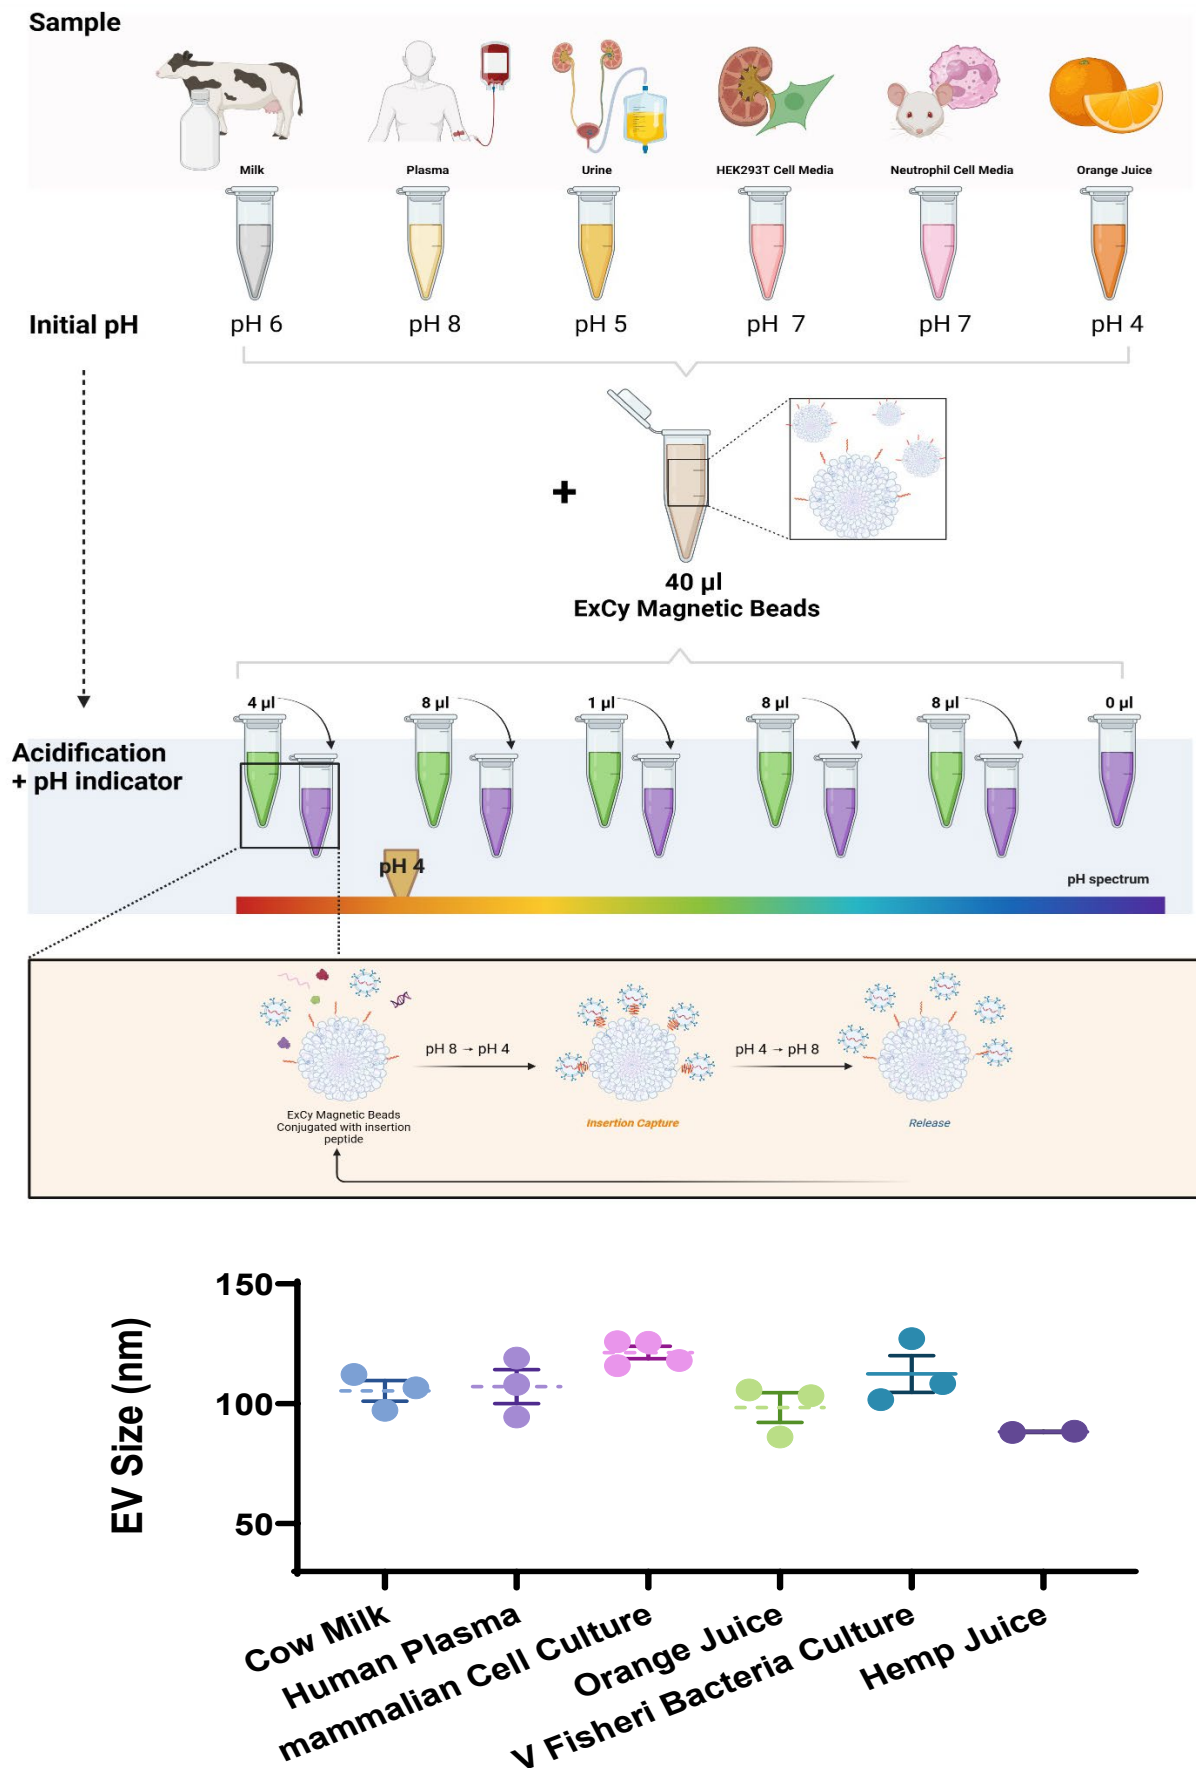 Sample
Milk
Plasma
Urine
HEK293T Cell Media
Neutrophil Cell Media
Orange Juice
Initial pH
pH 6
pH 8
pH 5
pH 7
pH 7
pH 4
+
40 µl
ExCy Magnetic Beads
4 µl
8 µl
1 µl
8 µl
8 µl
0 µl
Acidification
+ pH indicator
pH 4
pH spectrum
pH 8 → pH 4
pH 4 → pH 8
ExCy Magnetic Beads
Conjugated with insertion
peptide
Insertion Capture
Release
150
100
50
EV Size (nm)
Cow Milk
Human Plasma
mammalian Cell Culture
Orange Juice
V Fisheri Bacteria Culture
Hemp Juice